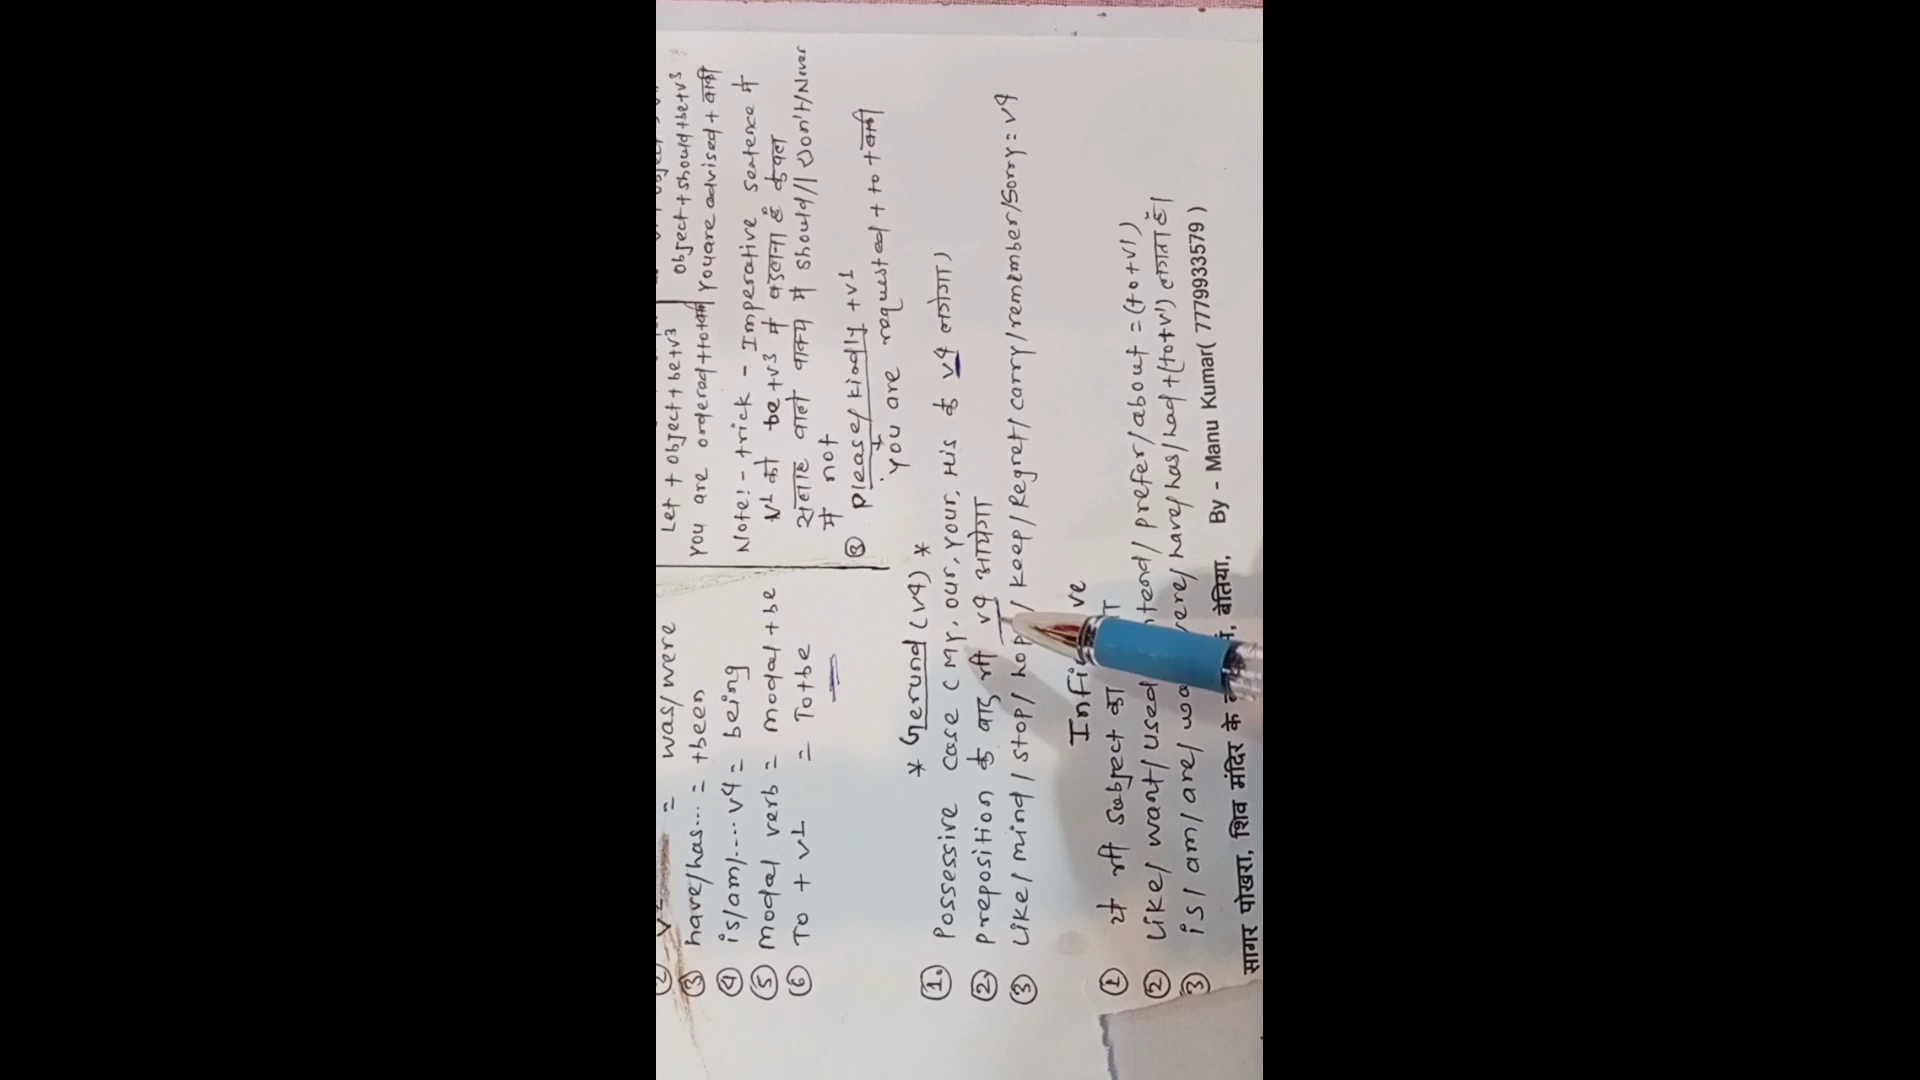 = was/were
③ have/has... = +been
④ is/am/....v4 = being
⑤ modal verb = modal + be
⑥ To + v1 = To+be
Let + object + be+v3
object + should+be+v3
You are ordered + to +
You are advised +
Note:- trick - Imperative sentence में
v1 को be +v3 में बदलना है केवल
सलाह वाले वाक्य में should// Don't/Never
में not
③ please/kindly +v1
You are requested + to +
* Gerund (v4) *
①. Possessive case (My, our, your, His के v4 लगेगा)
② preposition के बाद भी v4 आयेगा
③ Like/ mind / stop/ / keep/ Regret/ carry/ remember/ Sorry = v4
① ये भी subject का
② Like/ want/ used / prefer/ about = (to+v1)
③ is/ am/ are/ / have/ has/ had + (to+v1) लगता है।
सागर पोखरा, शिव मंदिर के बेतिया, By - Manu Kumar( 7779933579 )